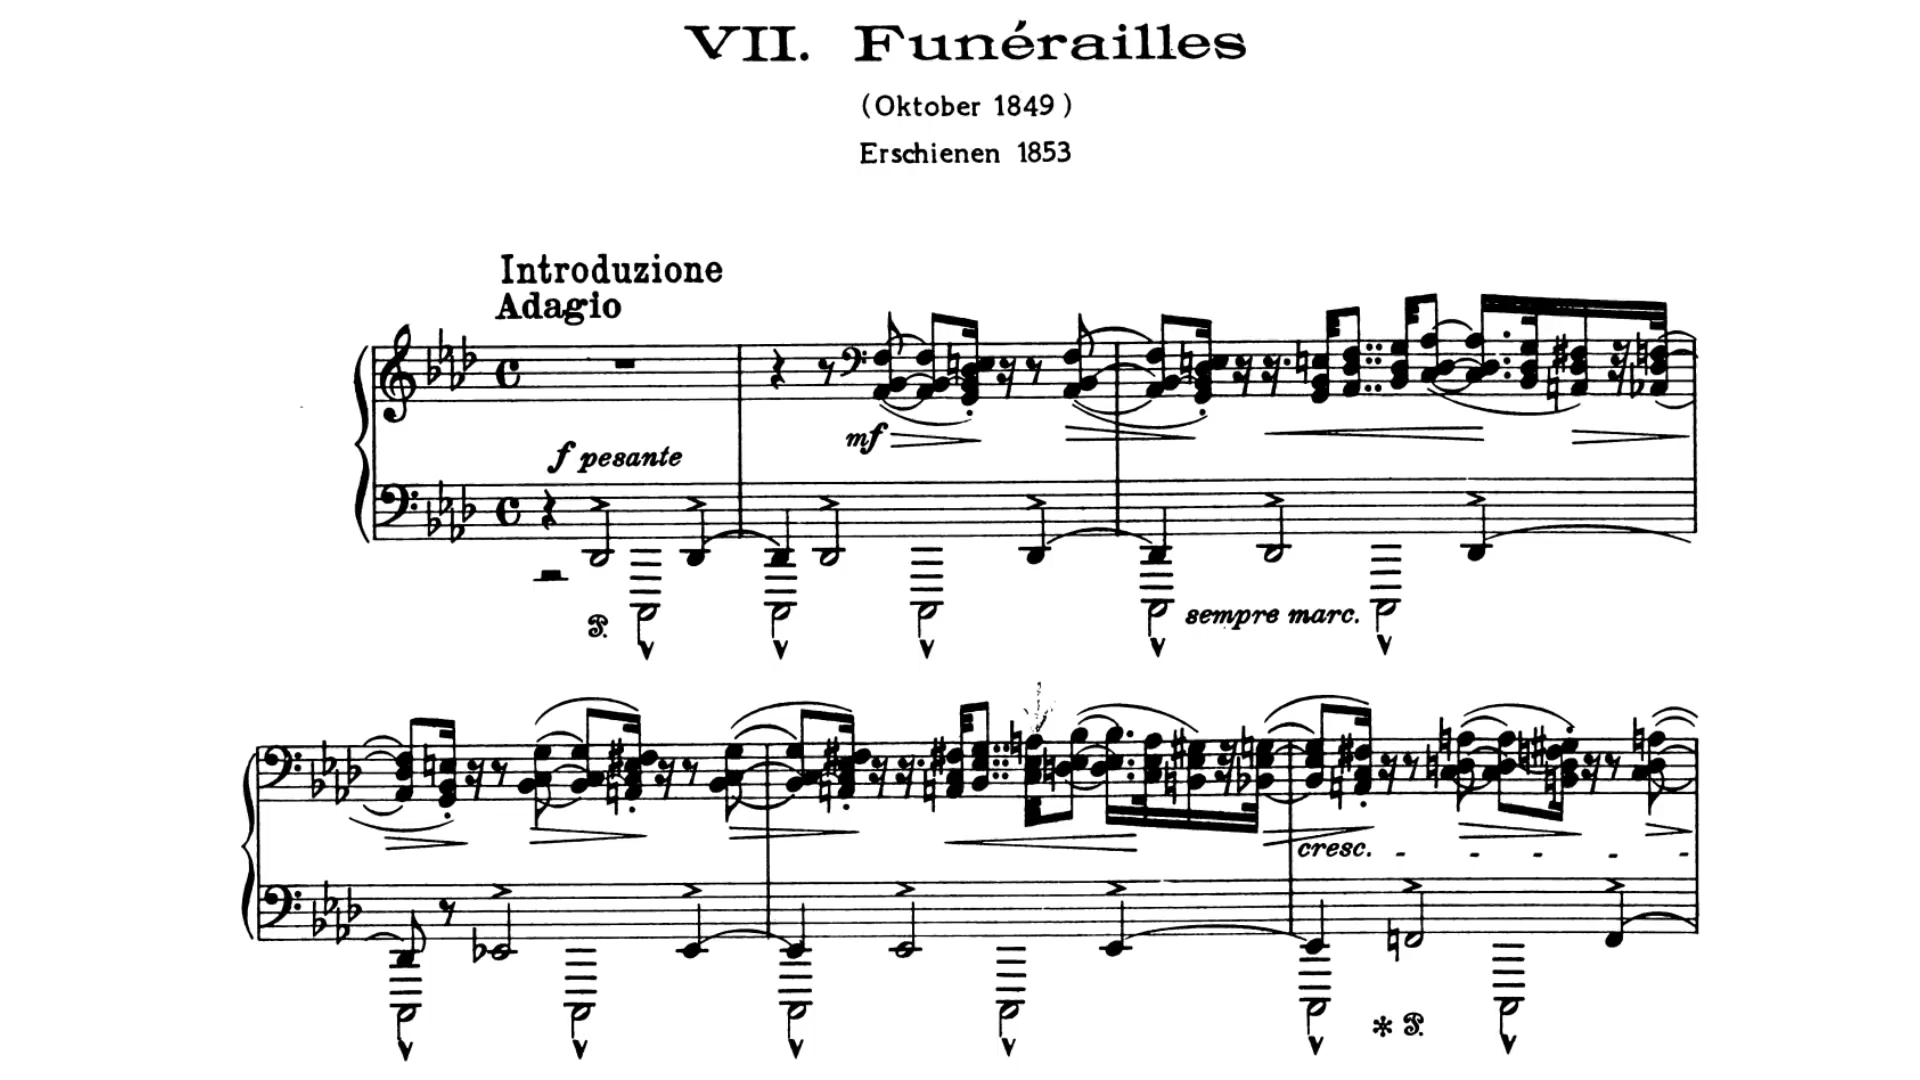 VII. Funérailles
(Oktober 1849)
Erschienen 1853
Introduzione
Adagio
f pesante
mf
sempre marc.
cresc.